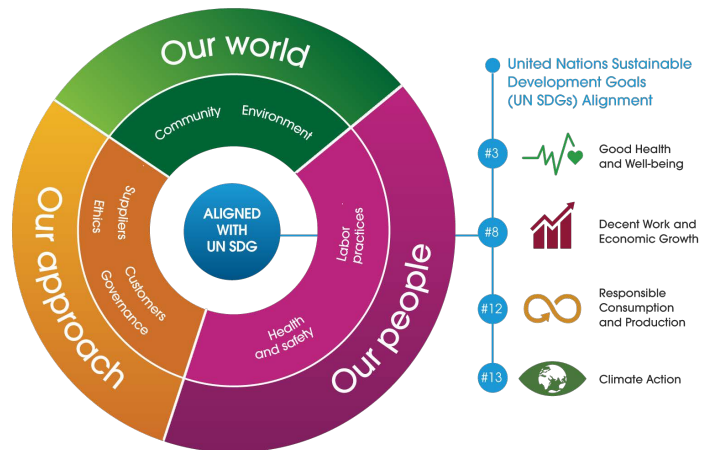 Our world
Community
Environment
Our approach
Suppliers
Ethics
Customers
Governance
ALIGNED
WITH
UN SDG
Labor
practices
Health
and safety
Our people
United Nations Sustainable
Development Goals
(UN SDGs) Alignment
#3
Good Health
and Well-being
#8
Decent Work and
Economic Growth
#12
Responsible
Consumption
and Production
#13
Climate Action